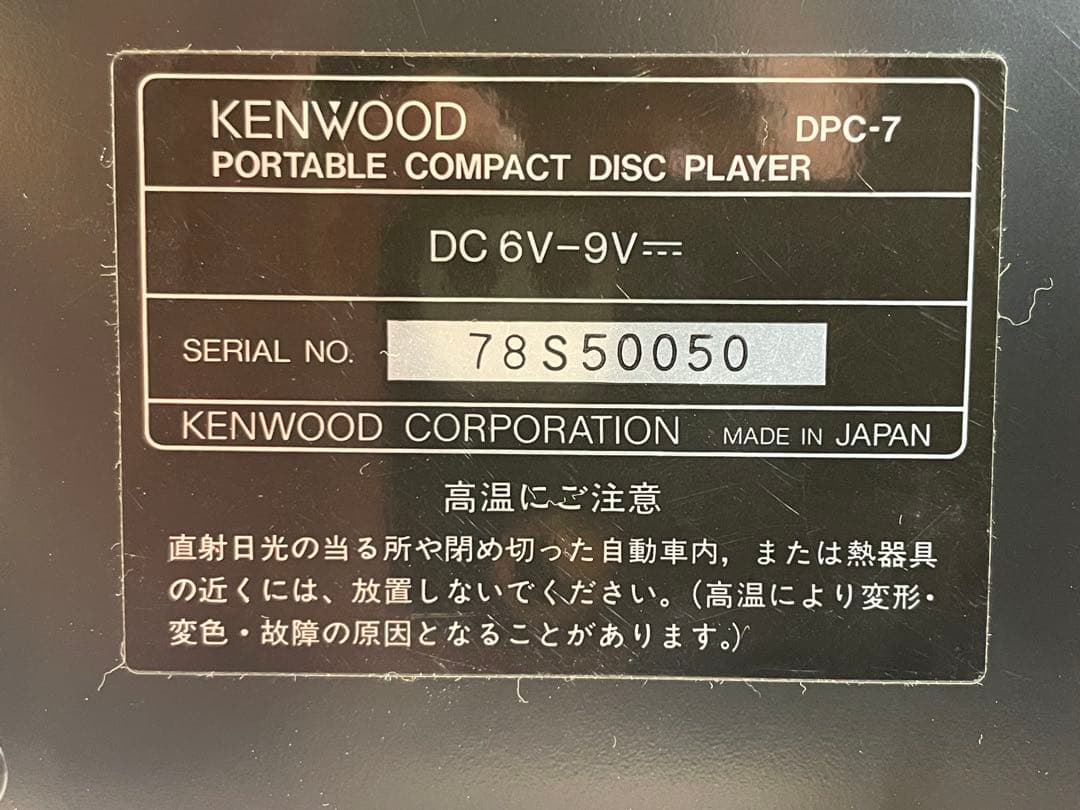 KENWOOD DPC-7
PORTABLE COMPACT DISC PLAYER
DC 6V-9V⎓
SERIAL NO. 78S50050
KENWOOD CORPORATION MADE IN JAPAN
高温にご注意
直射日光の当る所や閉め切った自動車内，または熱器具
の近くには、放置しないでください。（高温により変形・
変色・故障の原因となることがあります。）